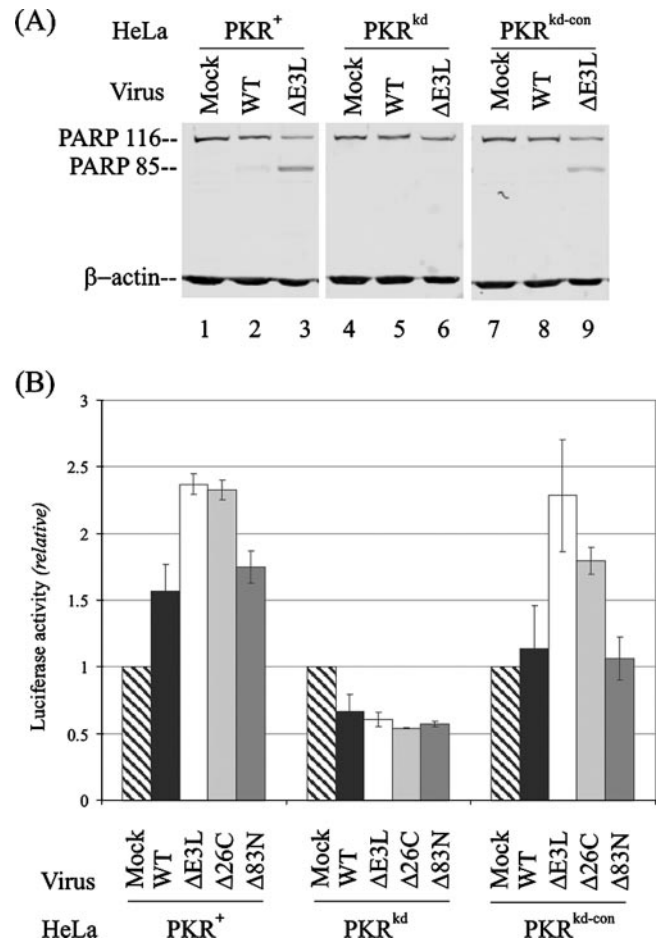 (A)
HeLa PKR⁺ PKRᵏᵈ PKRᵏᵈ⁻ᶜᵒⁿ
Virus Mock WT ΔE3L Mock WT ΔE3L Mock WT ΔE3L
PARP 116--
PARP 85--
β−actin--
1 2 3 4 5 6 7 8 9
(B)
Luciferase activity (relative)
3
2.5
2
1.5
1
0.5
0
Virus Mock WT ΔE3L Δ26C Δ83N Mock WT ΔE3L Δ26C Δ83N Mock WT ΔE3L Δ26C Δ83N
HeLa PKR⁺ PKRᵏᵈ PKRᵏᵈ⁻ᶜᵒⁿ